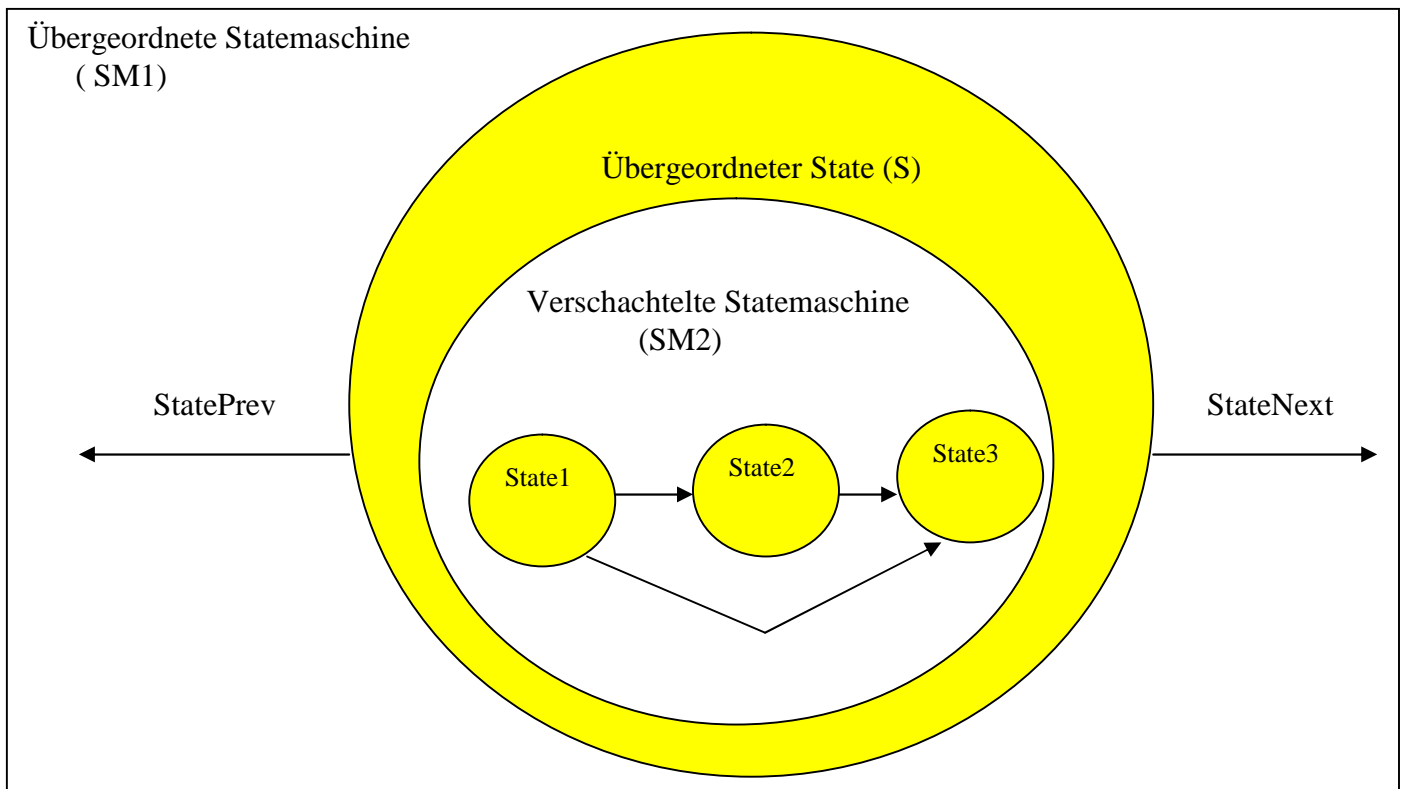 Übergeordnete Statemaschine
( SM1)
Übergeordneter State (S)
Verschachtelte Statemaschine
(SM2)
StatePrev
StateNext
State1
State2
State3